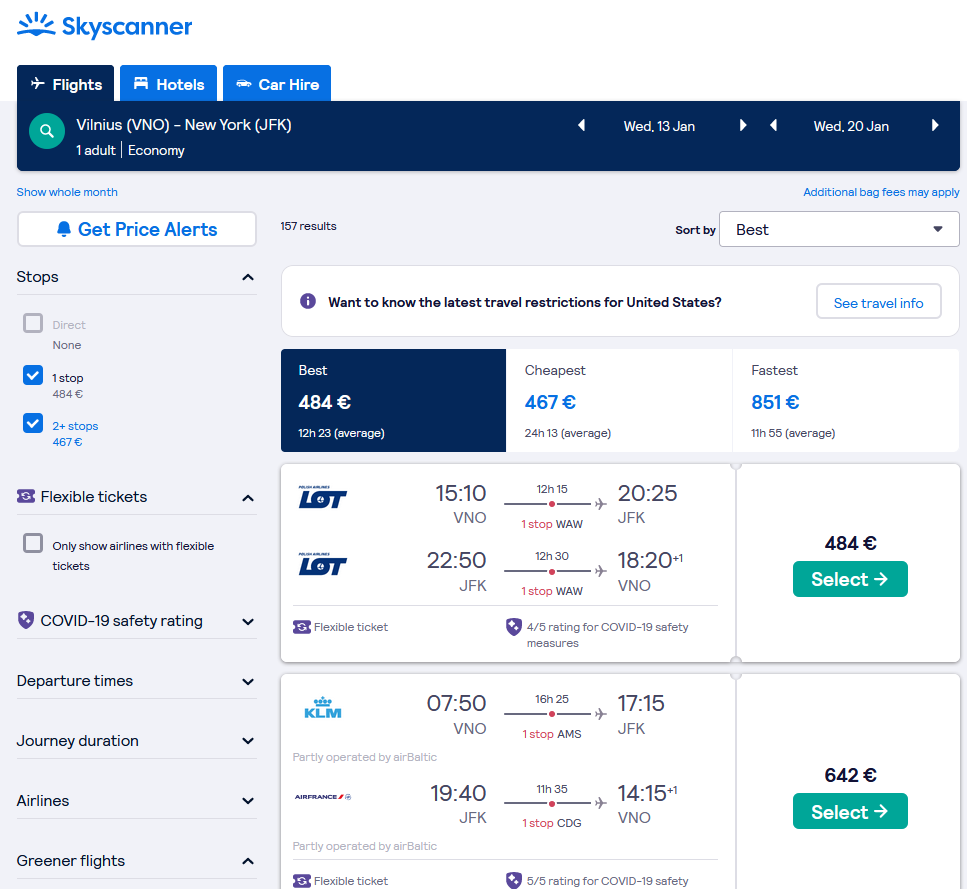 Skyscanner
Flights
Hotels
Car Hire
Vilnius (VNO) – New York (JFK)
1 adult | Economy
Wed, 13 Jan
Wed, 20 Jan
Show whole month
Additional bag fees may apply
Get Price Alerts
157 results
Sort by
Best
Stops
Direct
None
1 stop
484 €
2+ stops
467 €
Flexible tickets
Only show airlines with flexible
tickets
COVID-19 safety rating
Departure times
Journey duration
Airlines
Greener flights
Want to know the latest travel restrictions for United States?
See travel info
Best
484 €
12h 23 (average)
Cheapest
467 €
24h 13 (average)
Fastest
851 €
11h 55 (average)
POLISH AIRLINES
LOT
15:10
VNO
12h 15
1 stop WAW
20:25
JFK
POLISH AIRLINES
LOT
22:50
JFK
12h 30
1 stop WAW
18:20+1
VNO
Flexible ticket
4/5 rating for COVID-19 safety
measures
484 €
Select →
KLM
07:50
VNO
16h 25
1 stop AMS
17:15
JFK
Partly operated by airBaltic
AIRFRANCE
19:40
JFK
11h 35
1 stop CDG
14:15+1
VNO
Partly operated by airBaltic
Flexible ticket
5/5 rating for COVID-19 safety
642 €
Select →